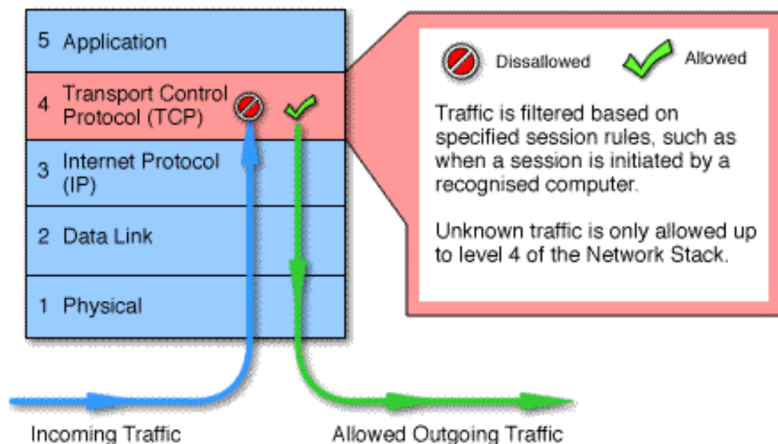 5 Application
4 Transport Control
Protocol (TCP)
3 Internet Protocol
(IP)
2 Data Link
1 Physical
Incoming Traffic
Allowed Outgoing Traffic
Dissallowed
Allowed
Traffic is filtered based on
specified session rules, such as
when a session is initiated by a
recognised computer.
Unknown traffic is only allowed up
to level 4 of the Network Stack.